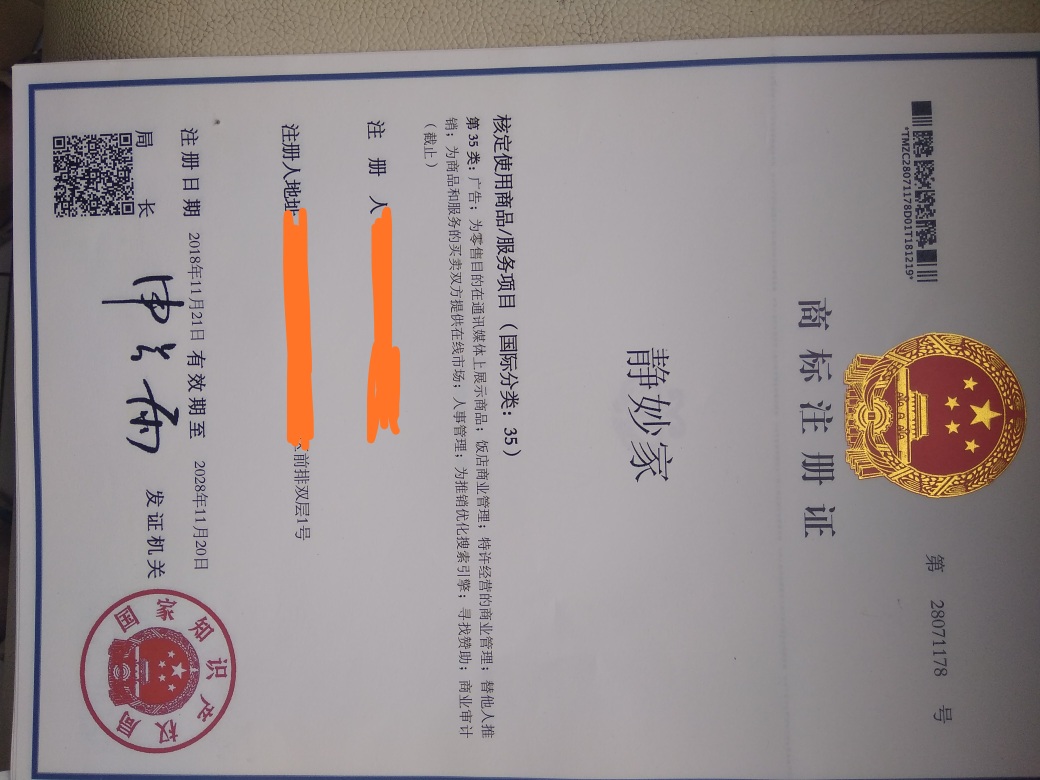 *TMZC28071178D01T181219*
第 28071178 号
商标注册证
静妙家
核定使用商品/服务项目（国际分类：35）
第 35 类：广告；为零售目的在通讯媒体上展示商品；饭店商业管理；特许经营的商业管理；替他人推
销；为商品和服务的买卖双方提供在线市场；人事管理；为推销优化搜索引擎；寻找赞助；商业审计
（截止）
注 册 人
注册人地址
前排双层1号
注 册 日 期 2018年11月21日 有 效 期 至 2028年11月20日
局 长
申长雨
发 证 机 关
国家知识产权局